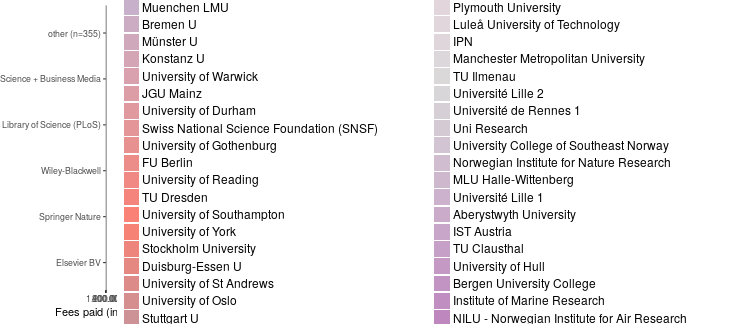 other (n=355)
Science + Business Media
Library of Science (PLoS)
Wiley-Blackwell
Springer Nature
Elsevier BV
Fees paid (in
Muenchen LMU
Bremen U
Münster U
Konstanz U
University of Warwick
JGU Mainz
University of Durham
Swiss National Science Foundation (SNSF)
University of Gothenburg
FU Berlin
University of Reading
TU Dresden
University of Southampton
University of York
Stockholm University
Duisburg-Essen U
University of St Andrews
University of Oslo
Stuttgart U
Plymouth University
Luleå University of Technology
IPN
Manchester Metropolitan University
TU Ilmenau
Université Lille 2
Université de Rennes 1
Uni Research
University College of Southeast Norway
Norwegian Institute for Nature Research
MLU Halle-Wittenberg
Université Lille 1
Aberystwyth University
IST Austria
TU Clausthal
University of Hull
Bergen University College
Institute of Marine Research
NILU - Norwegian Institute for Air Research